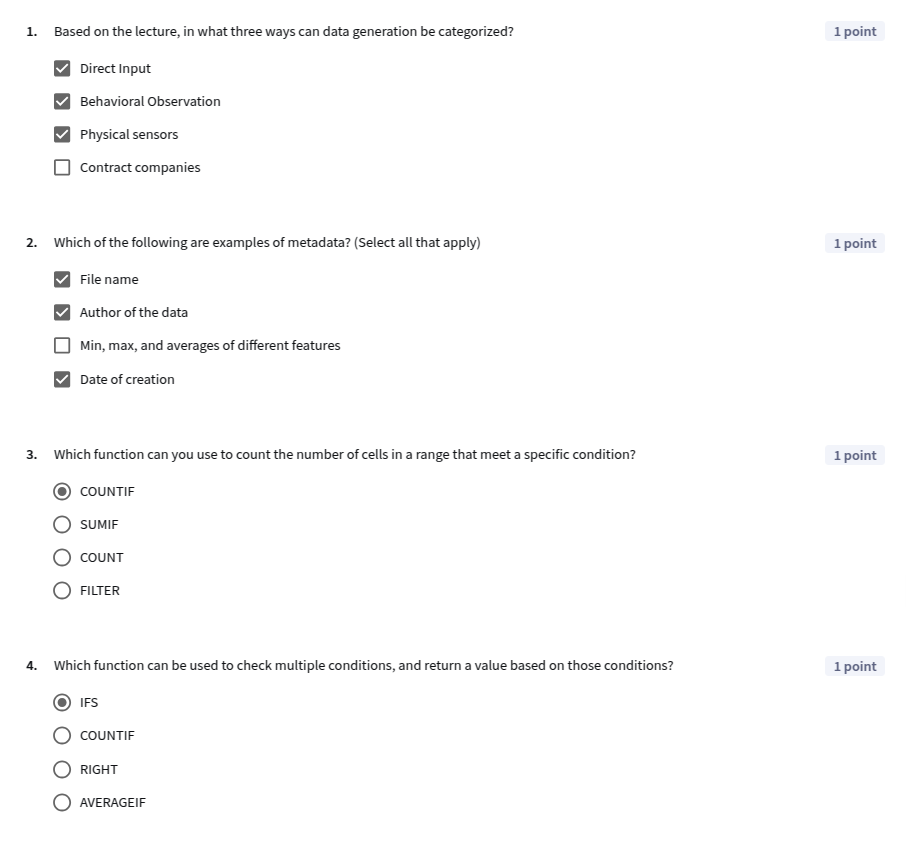 1. Based on the lecture, in what three ways can data generation be categorized? 1 point
Direct Input
Behavioral Observation
Physical sensors
Contract companies
2. Which of the following are examples of metadata? (Select all that apply) 1 point
File name
Author of the data
Min, max, and averages of different features
Date of creation
3. Which function can you use to count the number of cells in a range that meet a specific condition? 1 point
COUNTIF
SUMIF
COUNT
FILTER
4. Which function can be used to check multiple conditions, and return a value based on those conditions? 1 point
IFS
COUNTIF
RIGHT
AVERAGEIF